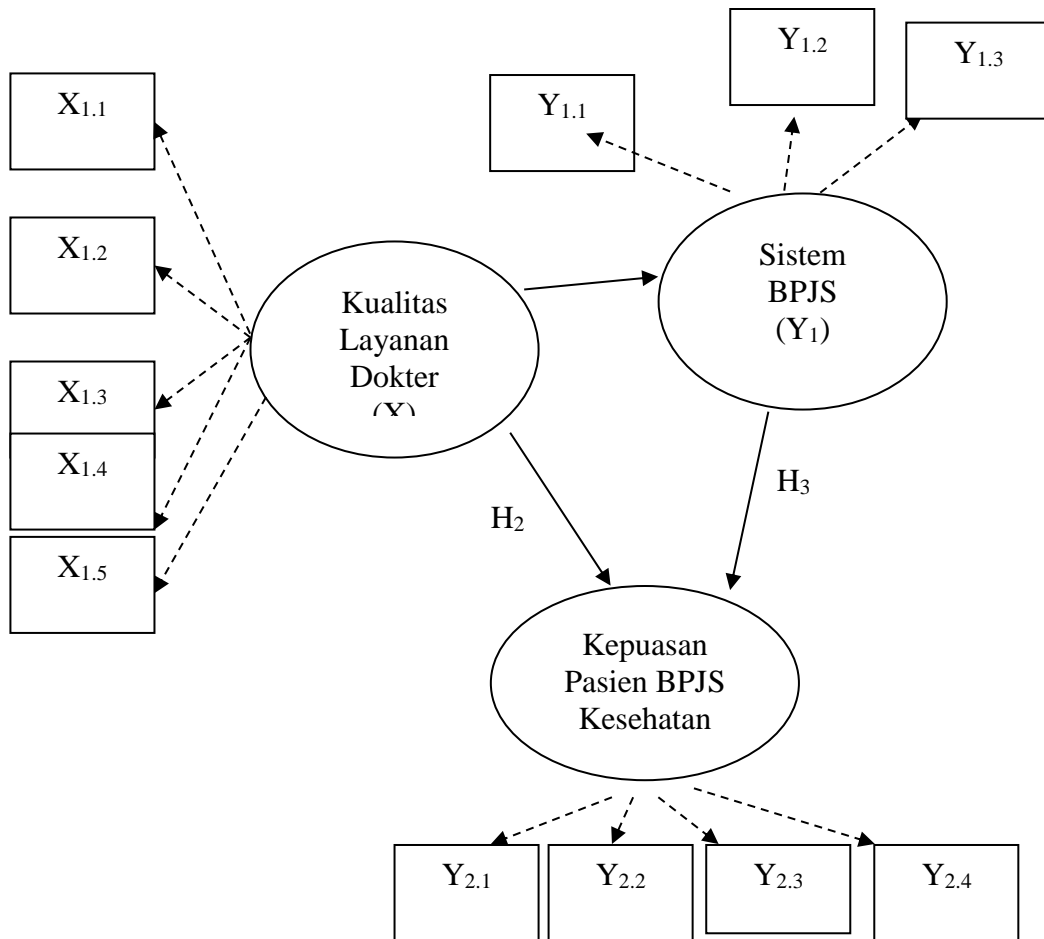 Y₁.₂
Y₁.₃
X₁.₁
Y₁.₁
X₁.₂
Sistem
BPJS
(Y₁)
Kualitas
Layanan
Dokter
(X)
X₁.₃
X₁.₄
X₁.₅
H₂
H₃
Kepuasan
Pasien BPJS
Kesehatan
Y₂.₁
Y₂.₂
Y₂.₃
Y₂.₄